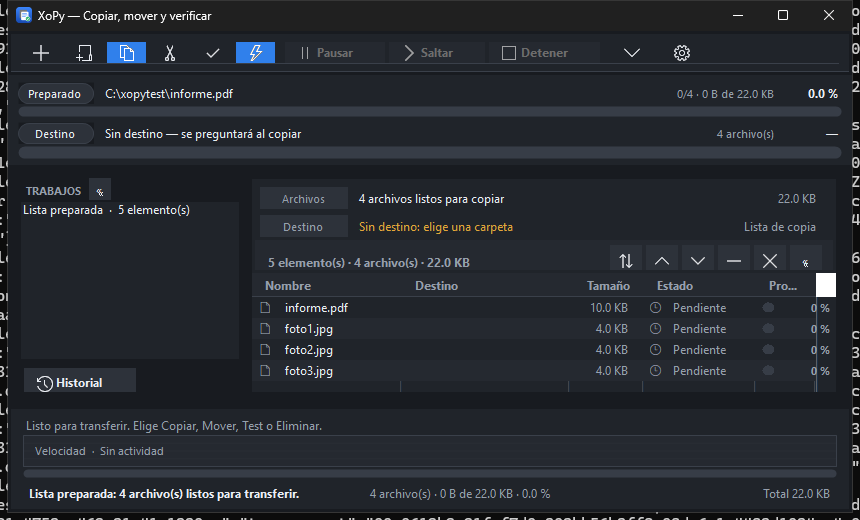 XoPy — Copiar, mover y verificar
Pausar Saltar Detener
Preparado C:\xopytest\informe.pdf 0/4 · 0 B de 22.0 KB 0.0 %
Destino Sin destino — se preguntará al copiar 4 archivo(s) —
TRABAJOS
Lista preparada · 5 elemento(s)
Historial
Archivos 4 archivos listos para copiar 22.0 KB
Destino Sin destino: elige una carpeta Lista de copia
5 elemento(s) · 4 archivo(s) · 22.0 KB
Nombre Destino Tamaño Estado Pro...
informe.pdf 10.0 KB Pendiente 0 %
foto1.jpg 4.0 KB Pendiente 0 %
foto2.jpg 4.0 KB Pendiente 0 %
foto3.jpg 4.0 KB Pendiente 0 %
Listo para transferir. Elige Copiar, Mover, Test o Eliminar.
Velocidad · Sin actividad
Lista preparada: 4 archivo(s) listos para transferir. 4 archivo(s) · 0 B de 22.0 KB · 0.0 % Total 22.0 KB